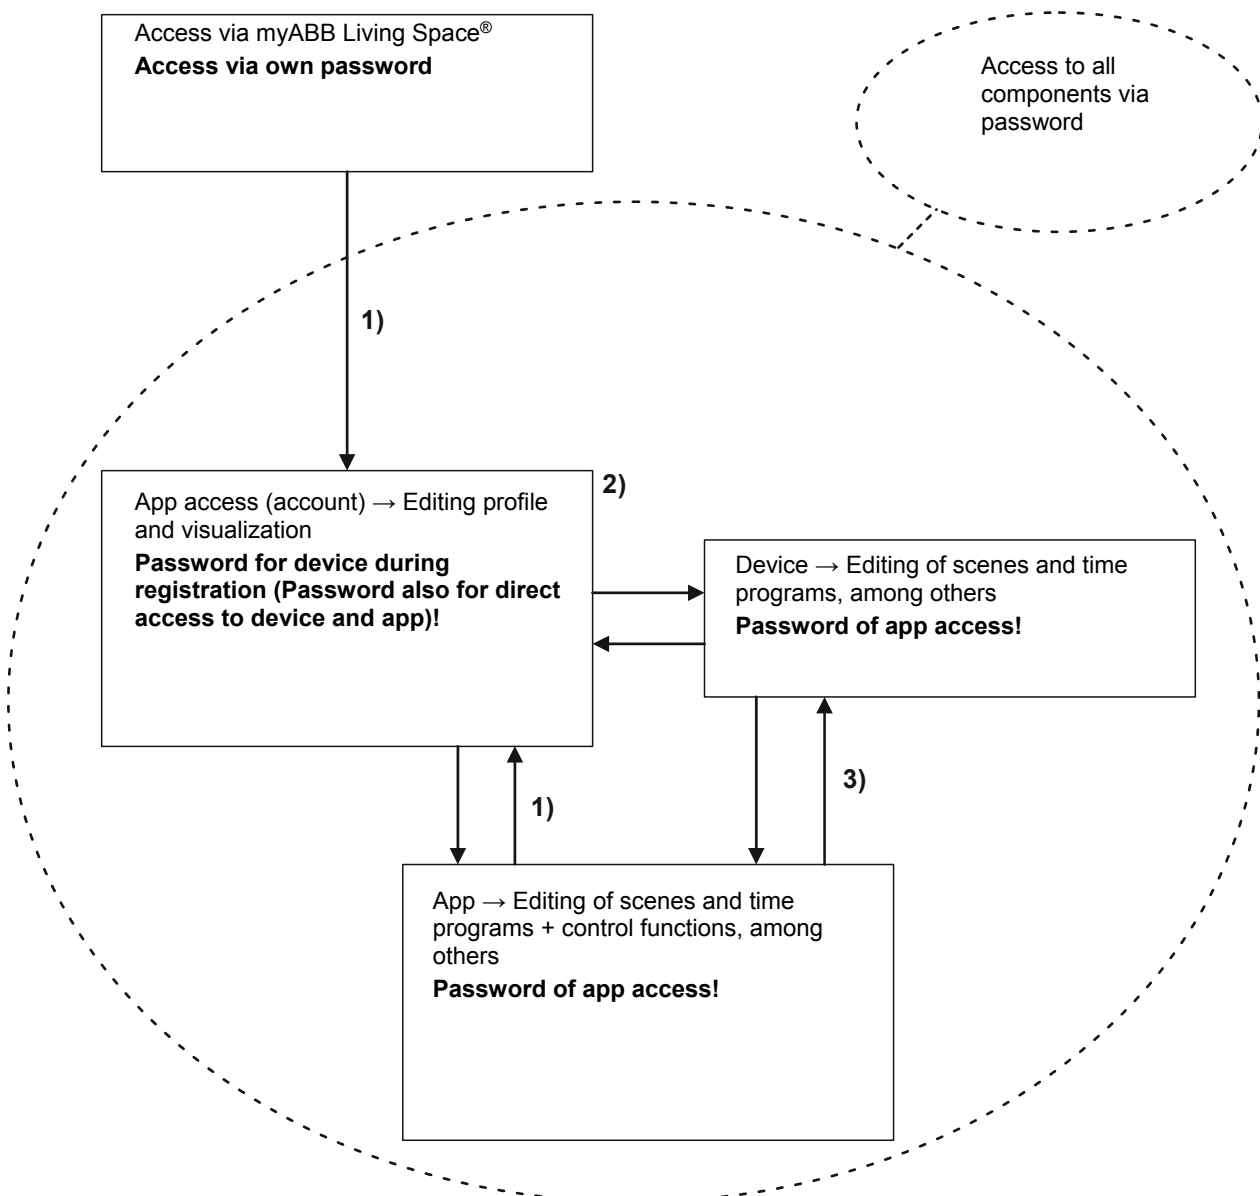 Access via myABB Living Space®
Access via own password
Access to all
components via
password
1)
App access (account) → Editing profile
and visualization
Password for device during
registration (Password also for direct
access to device and app)!
2)
Device → Editing of scenes and time
programs, among others
Password of app access!
1)
3)
App → Editing of scenes and time
programs + control functions, among
others
Password of app access!